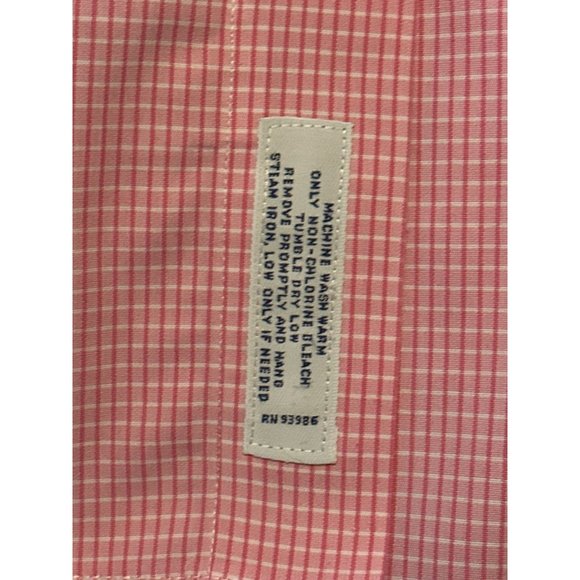 MACHINE WASH WARM
ONLY NON-CHLORINE BLEACH
TUMBLE DRY LOW
REMOVE PROMPTLY AND HANG
STEAM IRON, LOW ONLY IF NEEDED
RN 93986